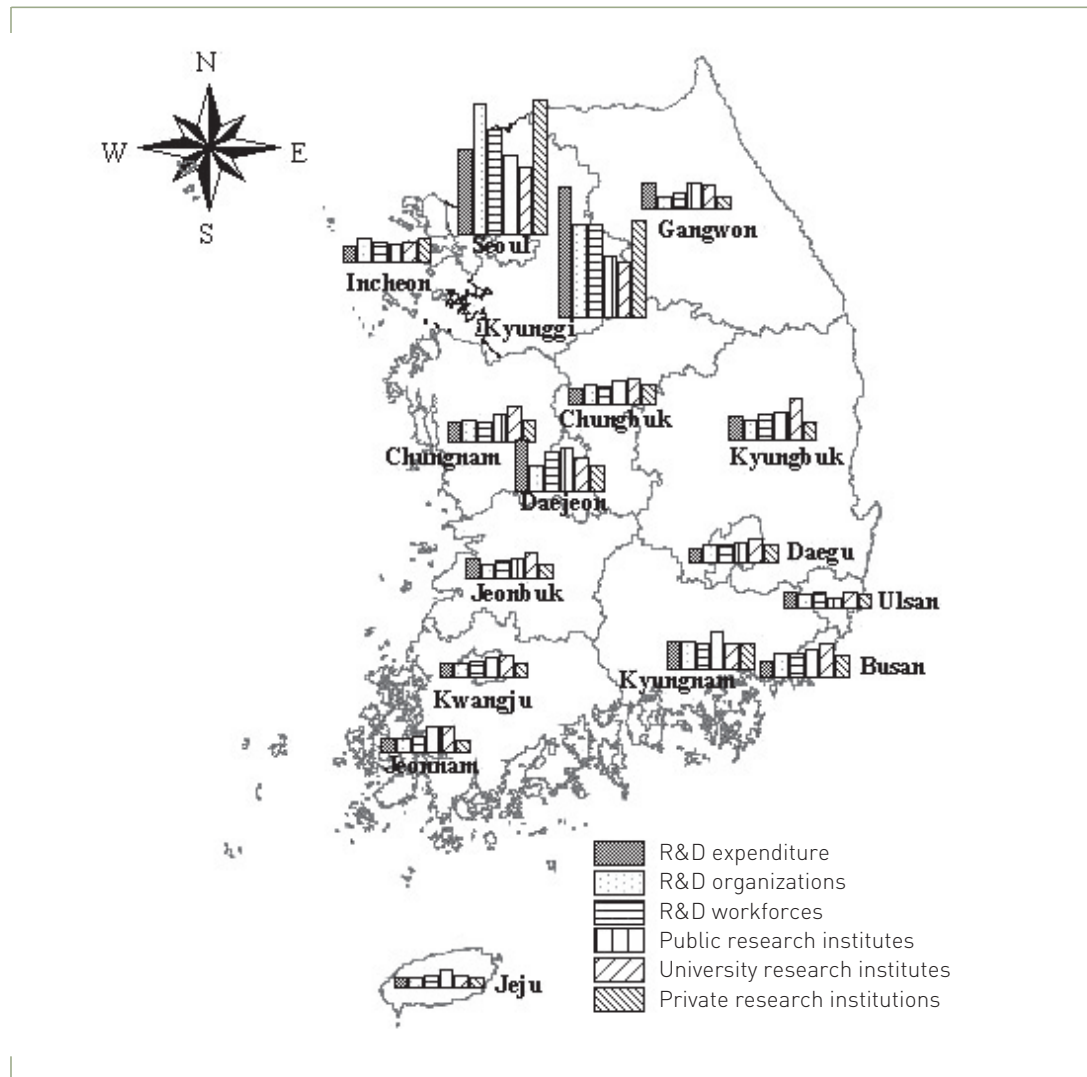 N
W
E
S
Seoul
Gangwon
Incheon
Kyunggi
Chungbuk
Chungnam
Kyungbuk
Daejeon
Daegu
Jeonbuk
Ulsan
Kyungnam
Busan
Kwangju
Jeonnam
R&D expenditure
R&D organizations
R&D workforces
Public research institutes
University research institutes
Private research institutions
Jeju